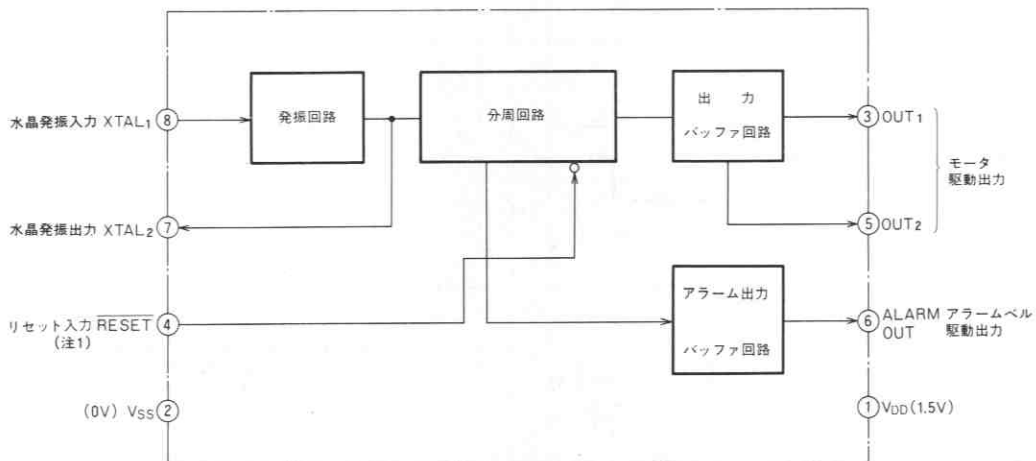 水晶発振入力 XTAL1 8
発振回路
分周回路
出 力
バッファ回路
3 OUT1
モータ
駆動出力
水晶発振出力 XTAL2 7
5 OUT2
リセット入力 RESET 4
(注1)
アラーム出力
バッファ回路
6 ALARM アラームベル
OUT 駆動出力
(0V) VSS 2
1 VDD(1.5V)